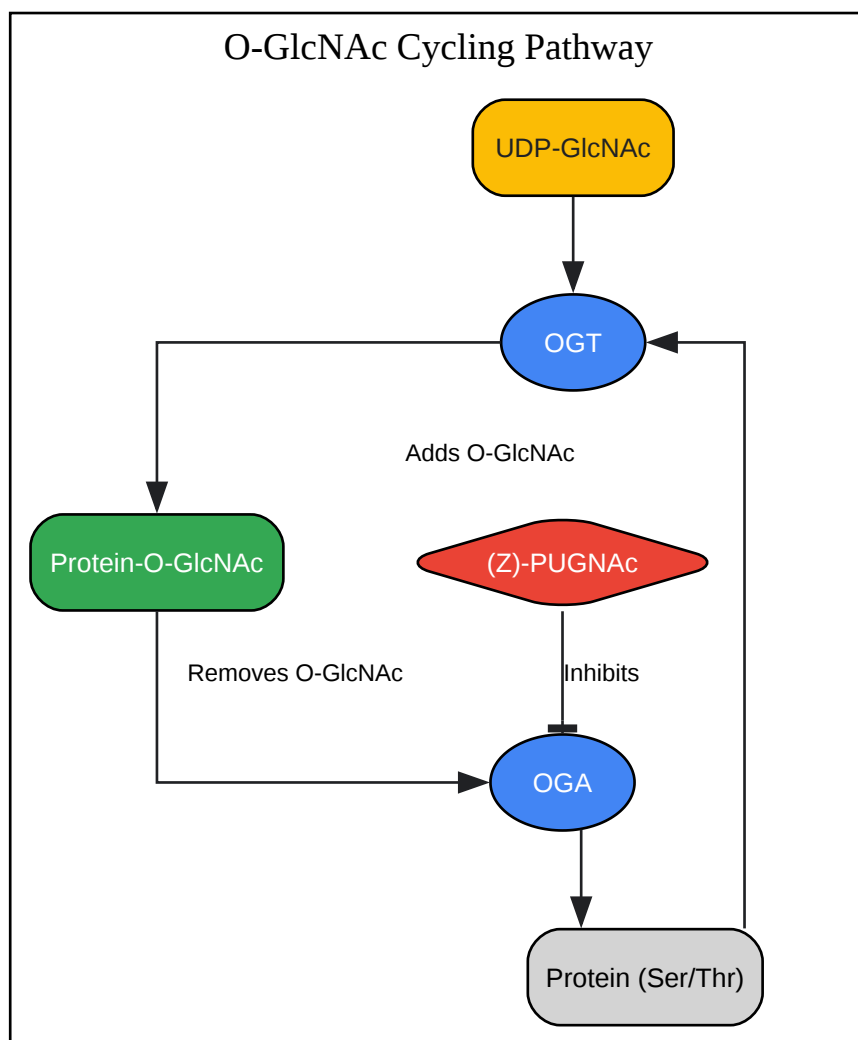 O-GlcNAc Cycling Pathway
UDP-GlcNAc
OGT
Adds O-GlcNAc
Protein-O-GlcNAc
(Z)-PUGNAc
Removes O-GlcNAc
Inhibits
OGA
Protein (Ser/Thr)